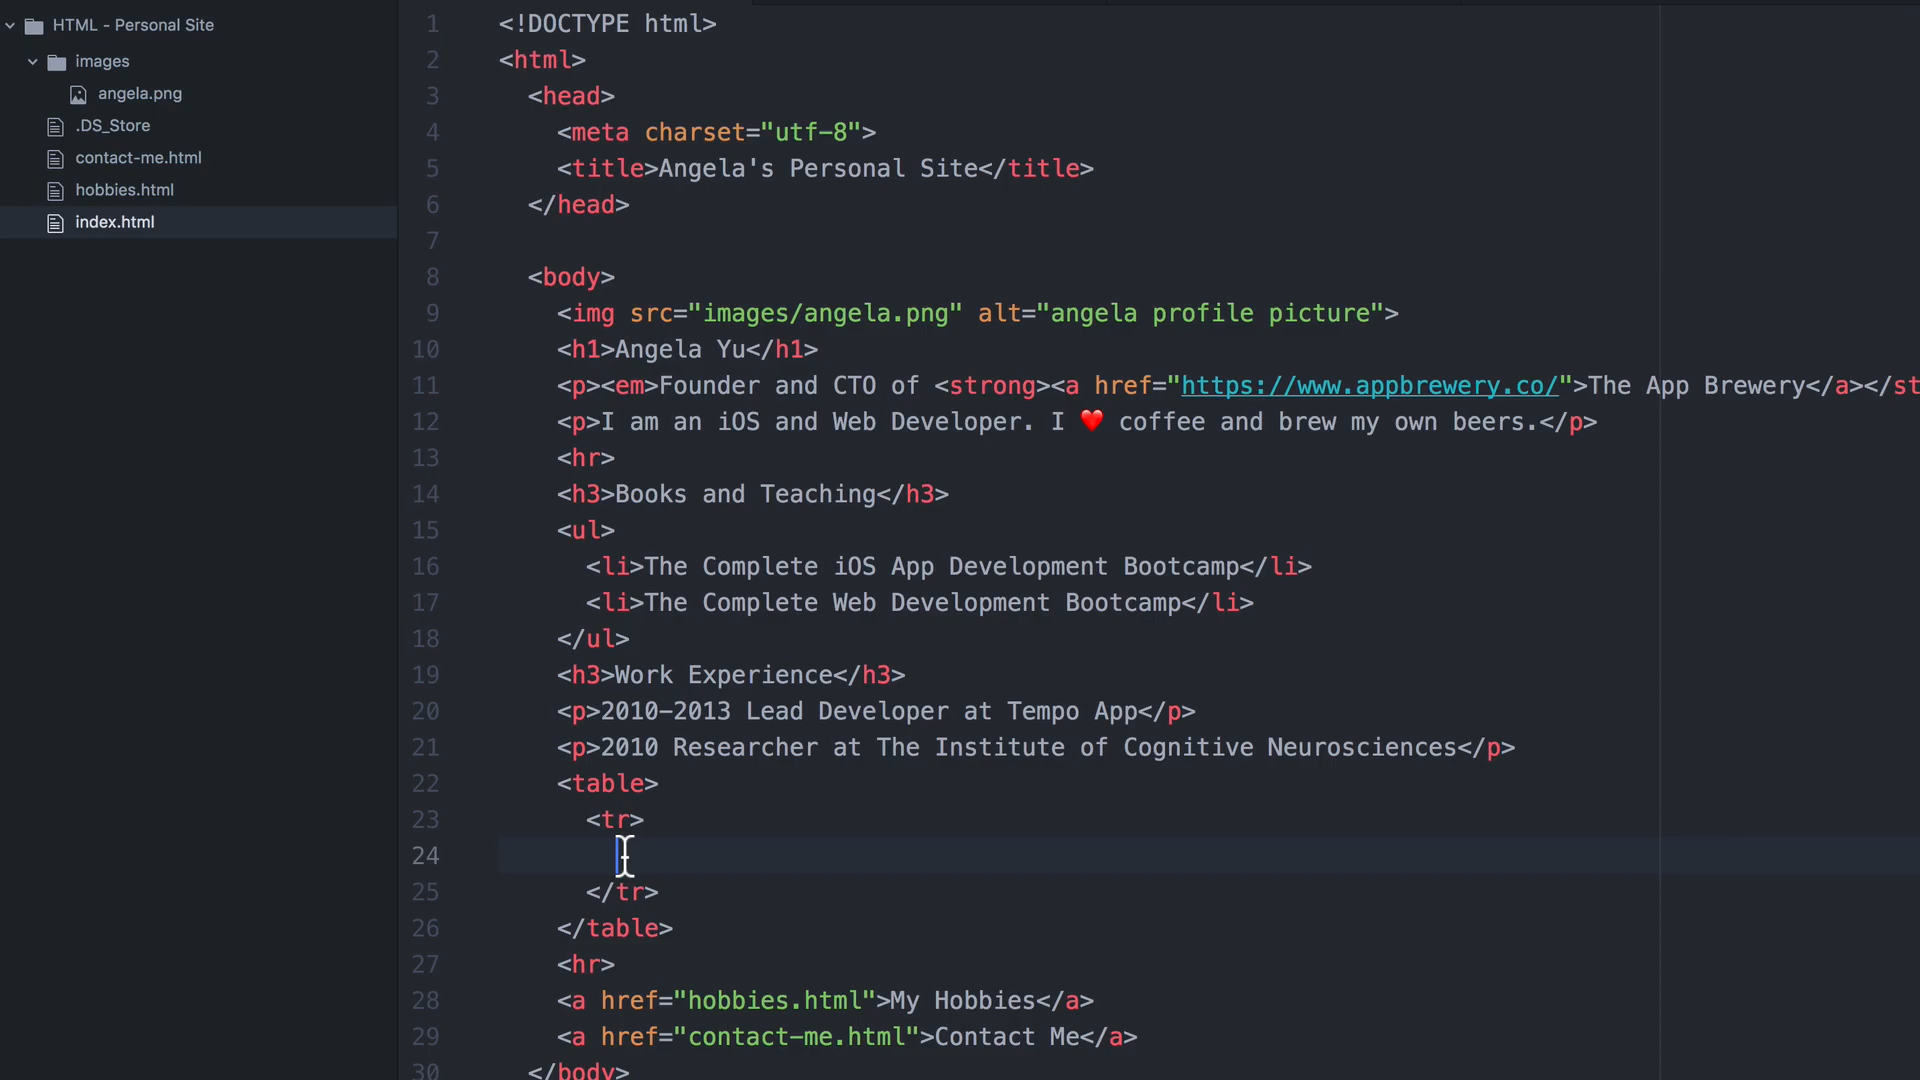 HTML - Personal Site
images
angela.png
.DS_Store
contact-me.html
hobbies.html
index.html
1 <!DOCTYPE html>
2 <html>
3 <head>
4 <meta charset="utf-8">
5 <title>Angela's Personal Site</title>
6 </head>
7
8 <body>
9 <img src="images/angela.png" alt="angela profile picture">
10 <h1>Angela Yu</h1>
11 <p><em>Founder and CTO of <strong><a href="https://www.appbrewery.co/">The App Brewery</a></st
12 <p>I am an iOS and Web Developer. I ❤️ coffee and brew my own beers.</p>
13 <hr>
14 <h3>Books and Teaching</h3>
15 <ul>
16 <li>The Complete iOS App Development Bootcamp</li>
17 <li>The Complete Web Development Bootcamp</li>
18 </ul>
19 <h3>Work Experience</h3>
20 <p>2010-2013 Lead Developer at Tempo App</p>
21 <p>2010 Researcher at The Institute of Cognitive Neurosciences</p>
22 <table>
23 <tr>
24
25 </tr>
26 </table>
27 <hr>
28 <a href="hobbies.html">My Hobbies</a>
29 <a href="contact-me.html">Contact Me</a>
30 </body>